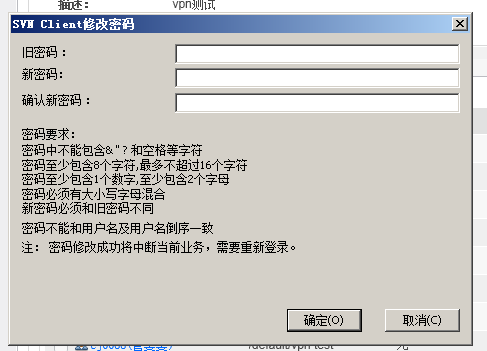 描述： vpn测试
SVN Client修改密码
旧密码：
新密码：
确认新密码：
密码要求：
密码中不能包含&"? 和空格等字符
密码至少包含8个字符,最多不超过16个字符
密码至少包含1个数字,至少包含2个字母
密码必须有大小写字母混合
新密码必须和旧密码不同
密码不能和用户名及用户名倒序一致
注： 密码修改成功将中断当前业务，需要重新登录。
确定(O) 取消(C)